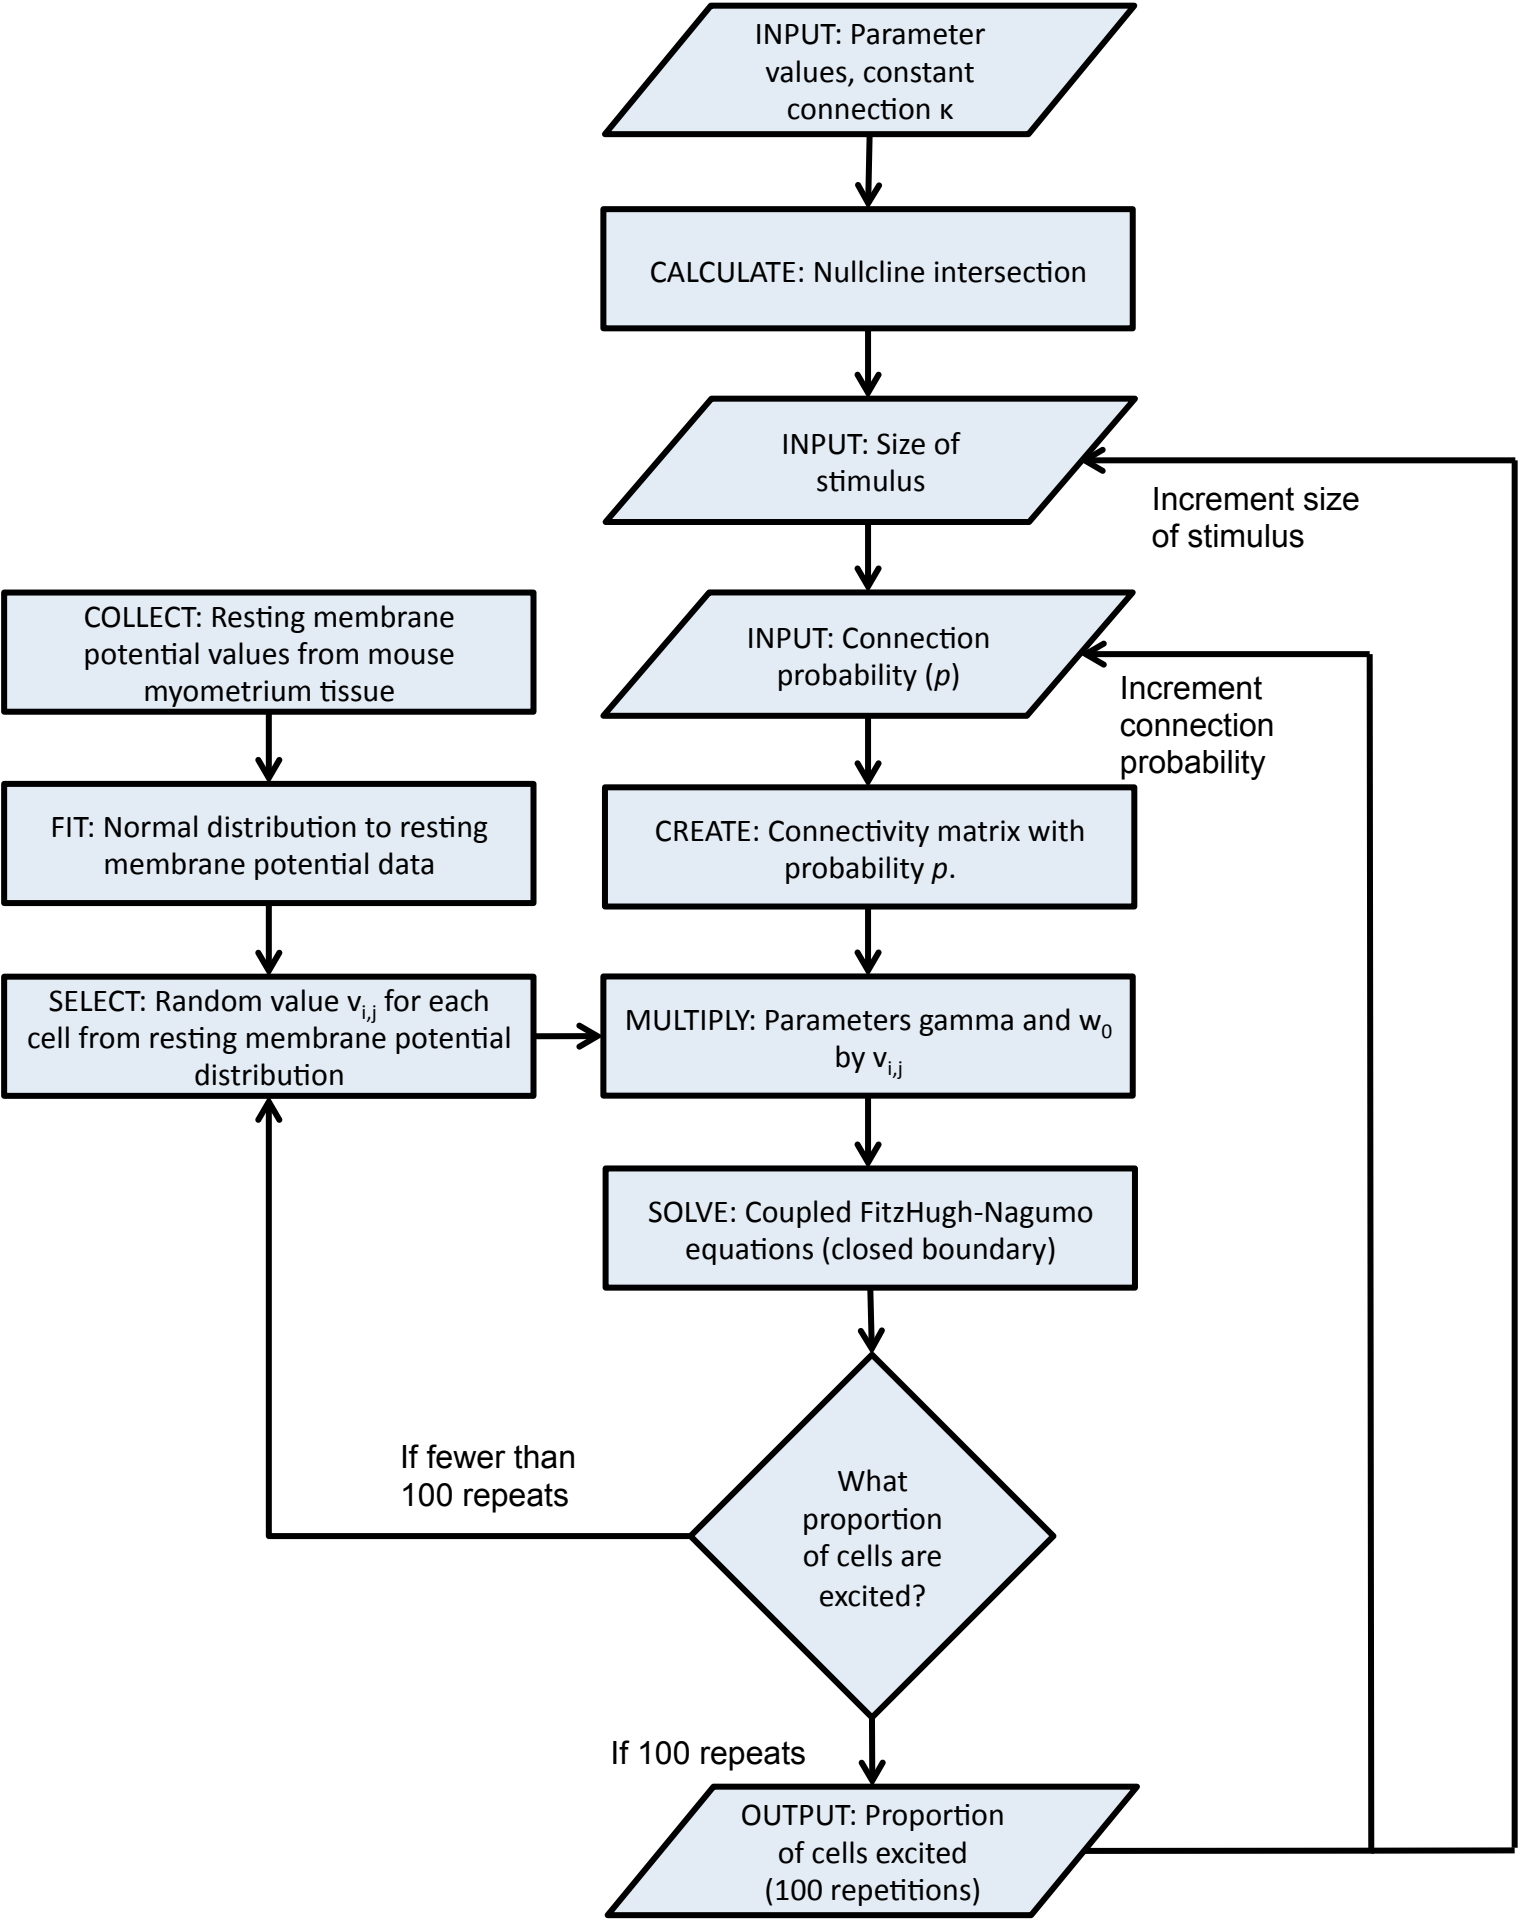 INPUT: Parameter
values, constant
connection κ
CALCULATE: Nullcline intersection
INPUT: Size of
stimulus
Increment size
of stimulus
INPUT: Connection
probability (p)
Increment
connection
probability
COLLECT: Resting membrane
potential values from mouse
myometrium tissue
FIT: Normal distribution to resting
membrane potential data
CREATE: Connectivity matrix with
probability p.
SELECT: Random value v_{i,j} for each
cell from resting membrane potential
distribution
MULTIPLY: Parameters gamma and w_0
by v_{i,j}
SOLVE: Coupled FitzHugh-Nagumo
equations (closed boundary)
If fewer than
100 repeats
What
proportion
of cells are
excited?
If 100 repeats
OUTPUT: Proportion
of cells excited
(100 repetitions)